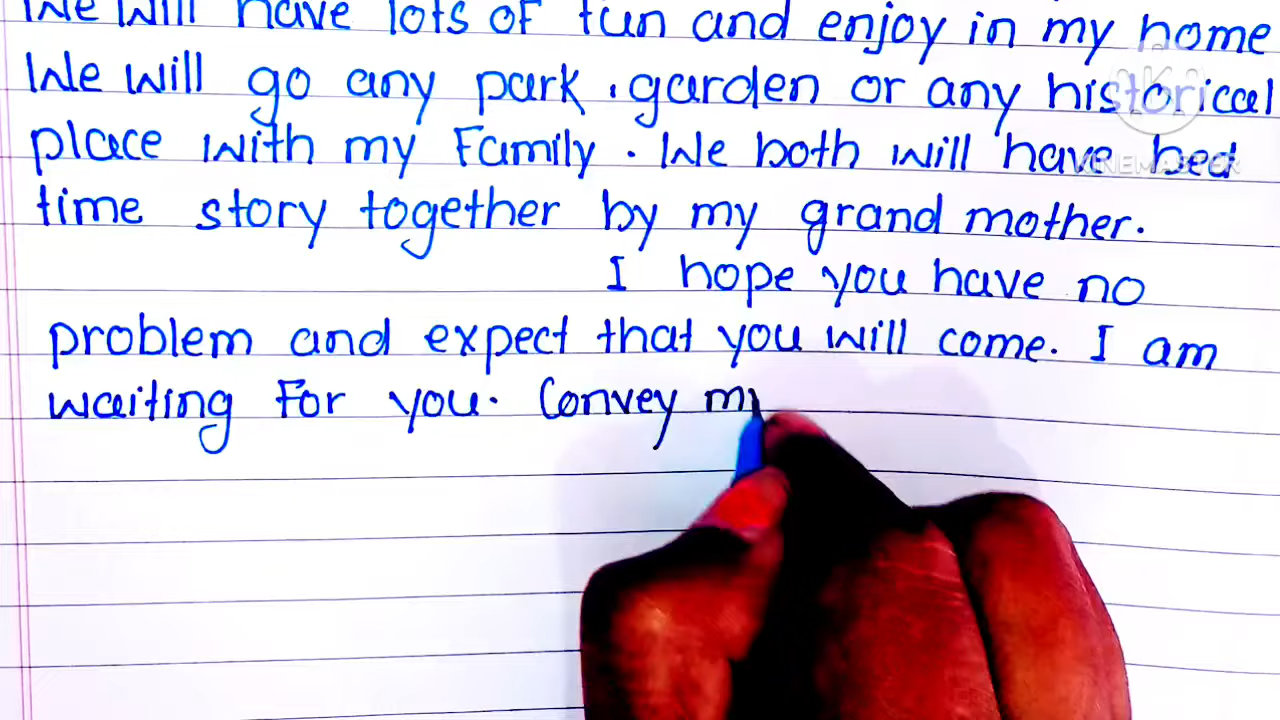 We will have lots of fun and enjoy in my home
We will go any park , garden or any historical
place with my Family . We both will have bed
time story together by my grand mother.
I hope you have no
problem and expect that you will come. I am
waiting for you. Convey my
KINEMASTER